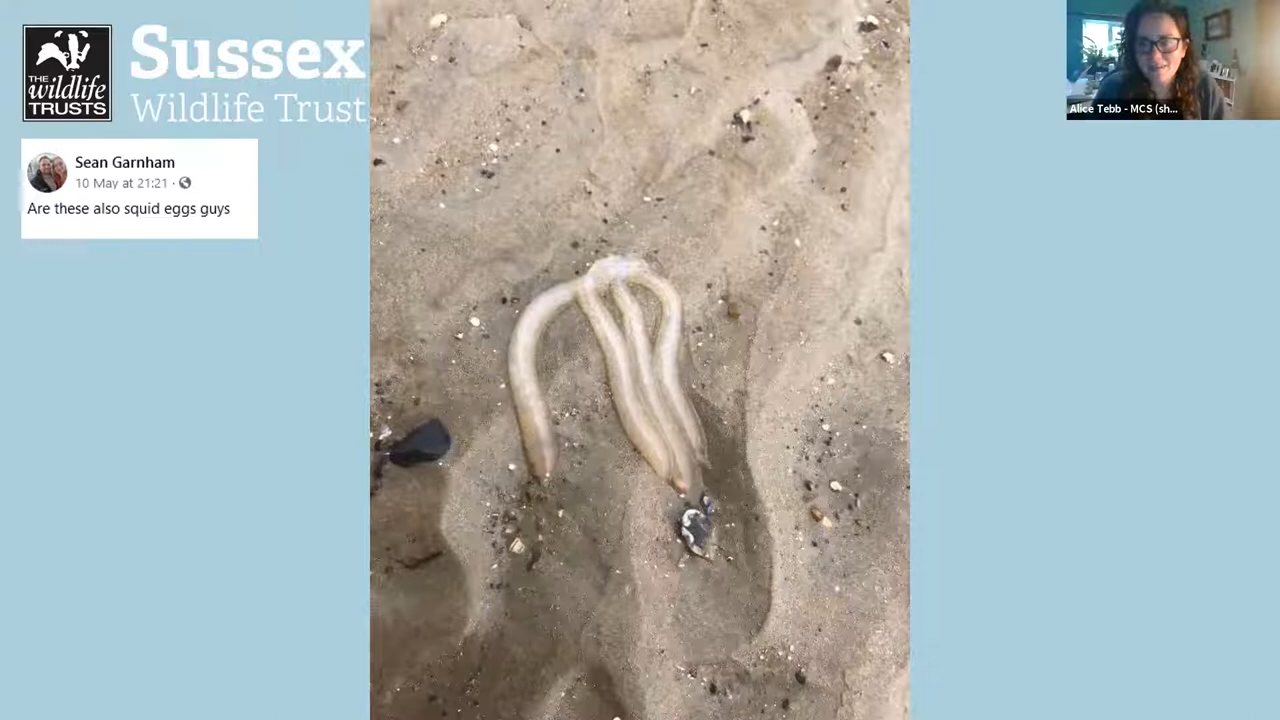 THE
wildlife
TRUSTS
Sussex
Wildlife Trust
Sean Garnham
10 May at 21:21 ·
Are these also squid eggs guys
Alice Tebb - MCS (sh...